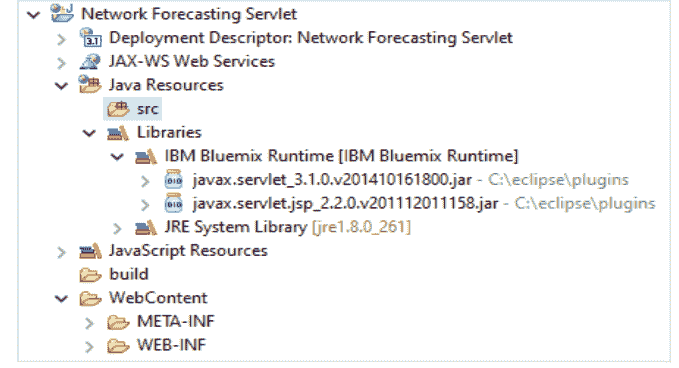 Network Forecasting Servlet
Deployment Descriptor: Network Forecasting Servlet
JAX-WS Web Services
Java Resources
src
Libraries
IBM Bluemix Runtime [IBM Bluemix Runtime]
javax.servlet_3.1.0.v201410161800.jar - C:\eclipse\plugins
javax.servlet.jsp_2.2.0.v201112011158.jar - C:\eclipse\plugins
JRE System Library [jre1.8.0_261]
JavaScript Resources
build
WebContent
META-INF
WEB-INF